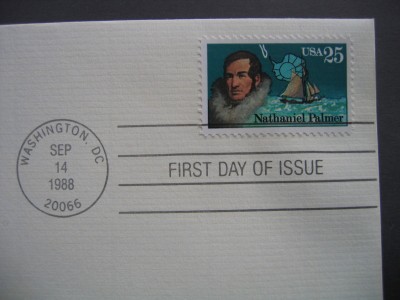 USA 25
Nathaniel Palmer
WASHINGTON, DC
SEP
14
1988
20066
FIRST DAY OF ISSUE